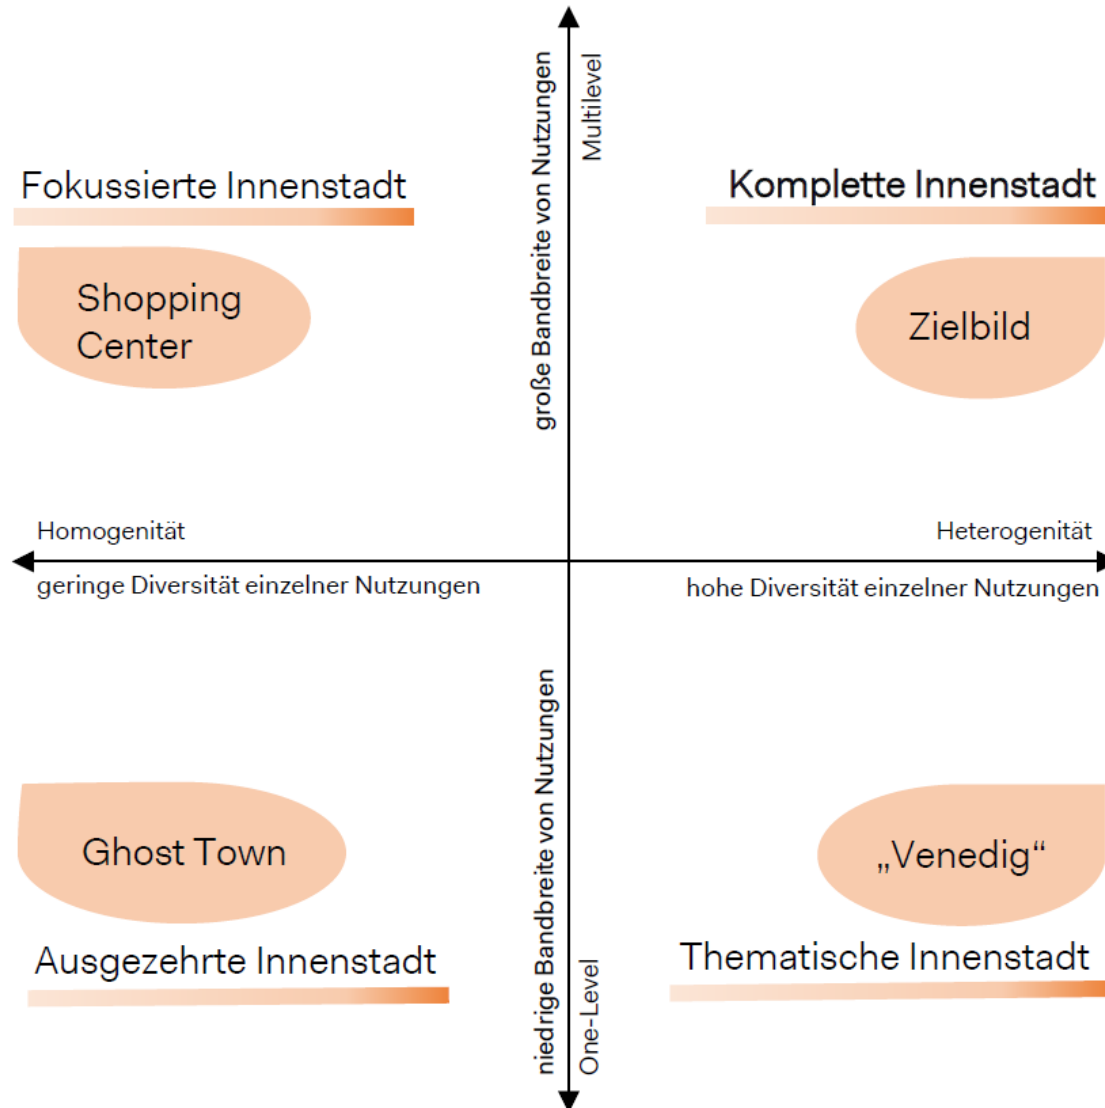 große Bandbreite von Nutzungen
Multilevel
Fokussierte Innenstadt
Komplette Innenstadt
Shopping
Center
Zielbild
Homogenität
Heterogenität
geringe Diversität einzelner Nutzungen
hohe Diversität einzelner Nutzungen
niedrige Bandbreite von Nutzungen
One-Level
Ghost Town
„Venedig“
Ausgezehrte Innenstadt
Thematische Innenstadt